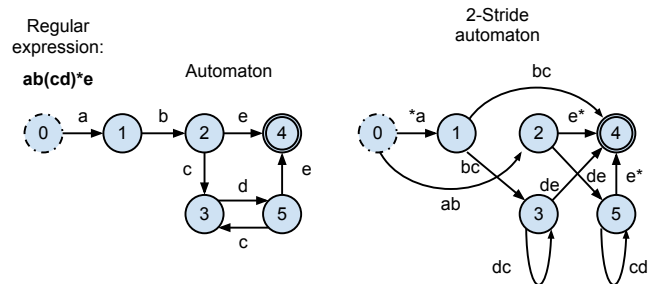 Regular
expression:
ab(cd)*e
Automaton
0
a
1
b
2
e
4
c
d
e
3
5
c
2-Stride
automaton
bc
0
*a
1
2
e*
4
bc
de
de
e*
ab
3
5
dc
cd